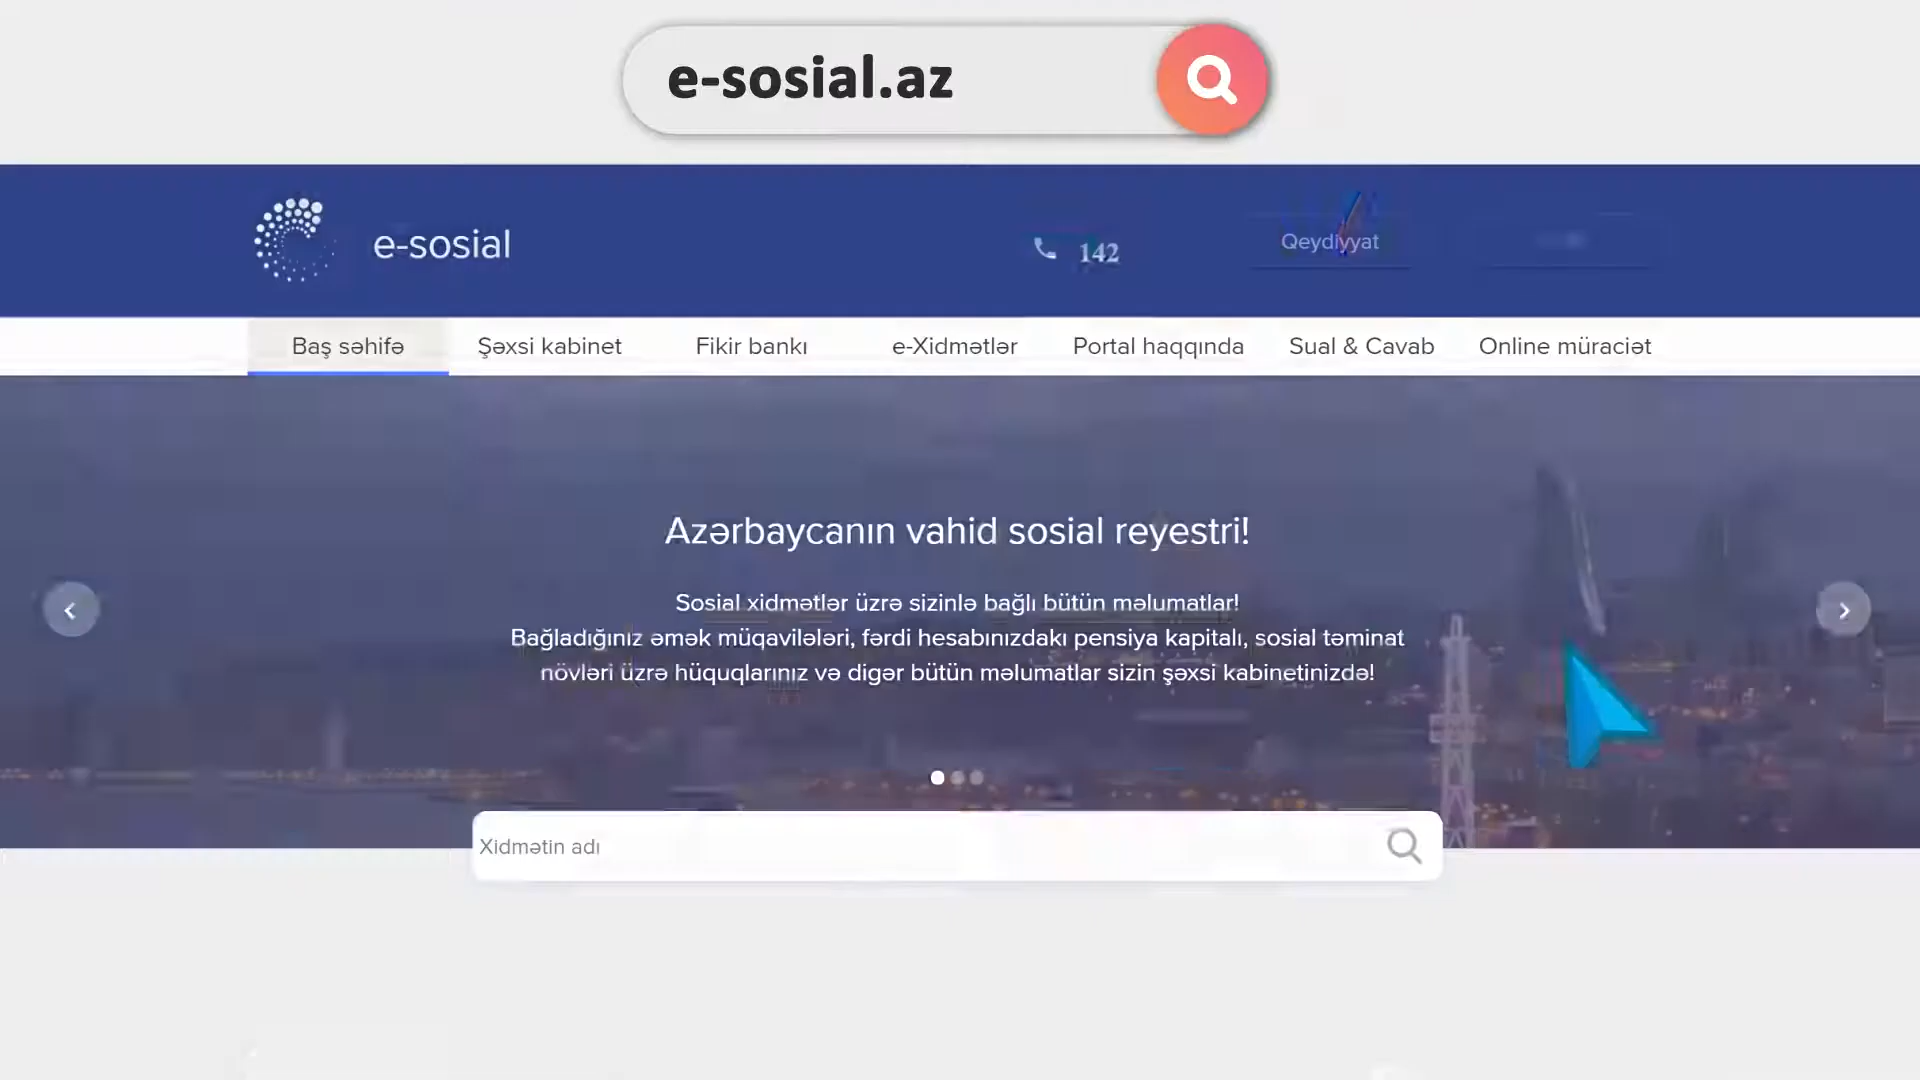 e-sosial.az
e-sosial
142
Qeydiyyat
Baş səhifə
Şəxsi kabinet
Fikir bankı
e-Xidmətlər
Portal haqqında
Sual & Cavab
Online müraciət
Azərbaycanın vahid sosial reyestri!
Sosial xidmətlər üzrə sizinlə bağlı bütün məlumatlar!
Bağladığınız əmək müqavilələri, fərdi hesabınızdakı pensiya kapitalı, sosial təminat
növləri üzrə hüquqlarınız və digər bütün məlumatlar sizin şəxsi kabinetinizdə!
Xidmətin adı